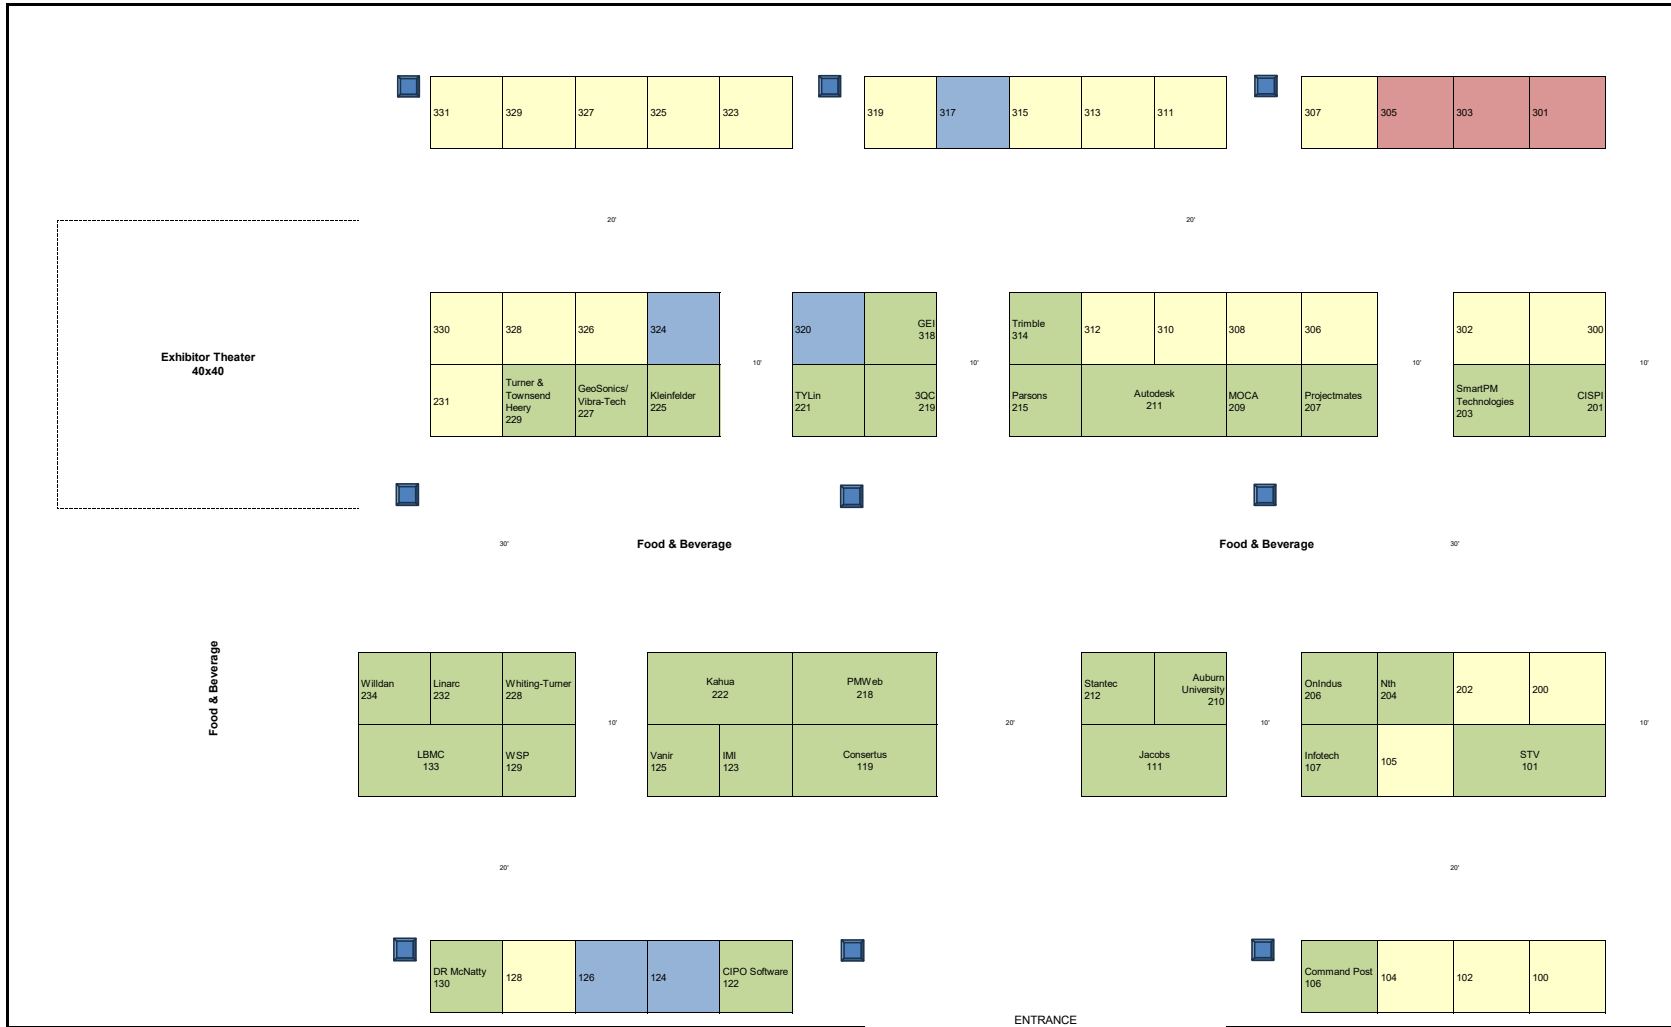 331
329
327
325
323
319
317
315
313
311
307
305
303
301
20'
20'
Exhibitor Theater
40x40
330
328
326
324
10'
320
GEI
318
10'
Trimble
314
312
310
308
306
10'
302
300
10'
231
Turner &
Townsend
Heery
229
GeoSonics/
Vibra-Tech
227
Kleinfelder
225
TYLin
221
3QC
219
Parsons
215
Autodesk
211
MOCA
209
Projectmates
207
SmartPM
Technologies
203
CISPI
201
30'
Food & Beverage
Food & Beverage
30'
Food & Beverage
Willdan
234
Linarc
232
Whiting-Turner
228
10'
Kahua
222
PMWeb
218
20'
Stantec
212
Auburn
University
210
10'
OnIndus
206
Nth
204
202
200
10'
LBMC
133
WSP
129
Vanir
125
IMI
123
Consertus
119
Jacobs
111
Infotech
107
105
STV
101
20'
20'
DR McNatty
130
128
126
124
CIPO Software
122
Command Post
106
104
102
100
ENTRANCE